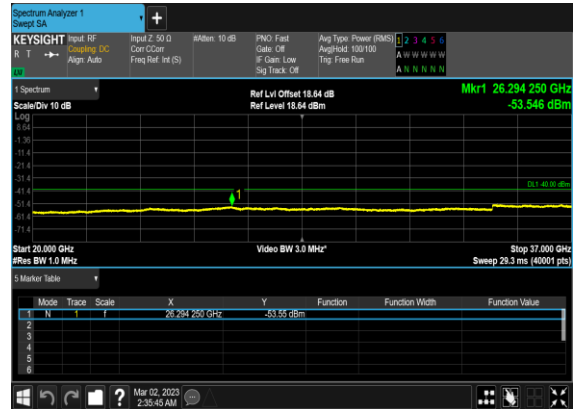 Spectrum Analyzer 1
Swept SA
+
KEYSIGHT Input: RF Input Z: 50 Ω #Atten: 10 dB PNO: Fast Avg Type: Power (RMS) 1 2 3 4 5 6
R T Coupling: DC Corr CCorr Gate: Off Avg|Hold: 100/100 A W W W W W
Align: Auto Freq Ref: Int (S) IF Gain: Low Trig: Free Run
LW Sig Track: Off A N N N N N
1 Spectrum Ref Lvl Offset 18.64 dB Mkr1 26.294 250 GHz
Scale/Div 10 dB Ref Level 18.64 dBm -53.546 dBm
Log
8.64
-1.36
-11.4
-21.4
-31.4
DL1 -40.00 dBm
-41.4
1
-51.4
-61.4
-71.4
Start 20.000 GHz Video BW 3.0 MHz* Stop 37.000 GHz
#Res BW 1.0 MHz Sweep 29.3 ms (40001 pts)
5 Marker Table
Mode Trace Scale X Y Function Function Width Function Value
1 N 1 f 26.294 250 GHz -53.55 dBm
2
3
4
5
6
? Mar 02, 2023
2:35:45 AM